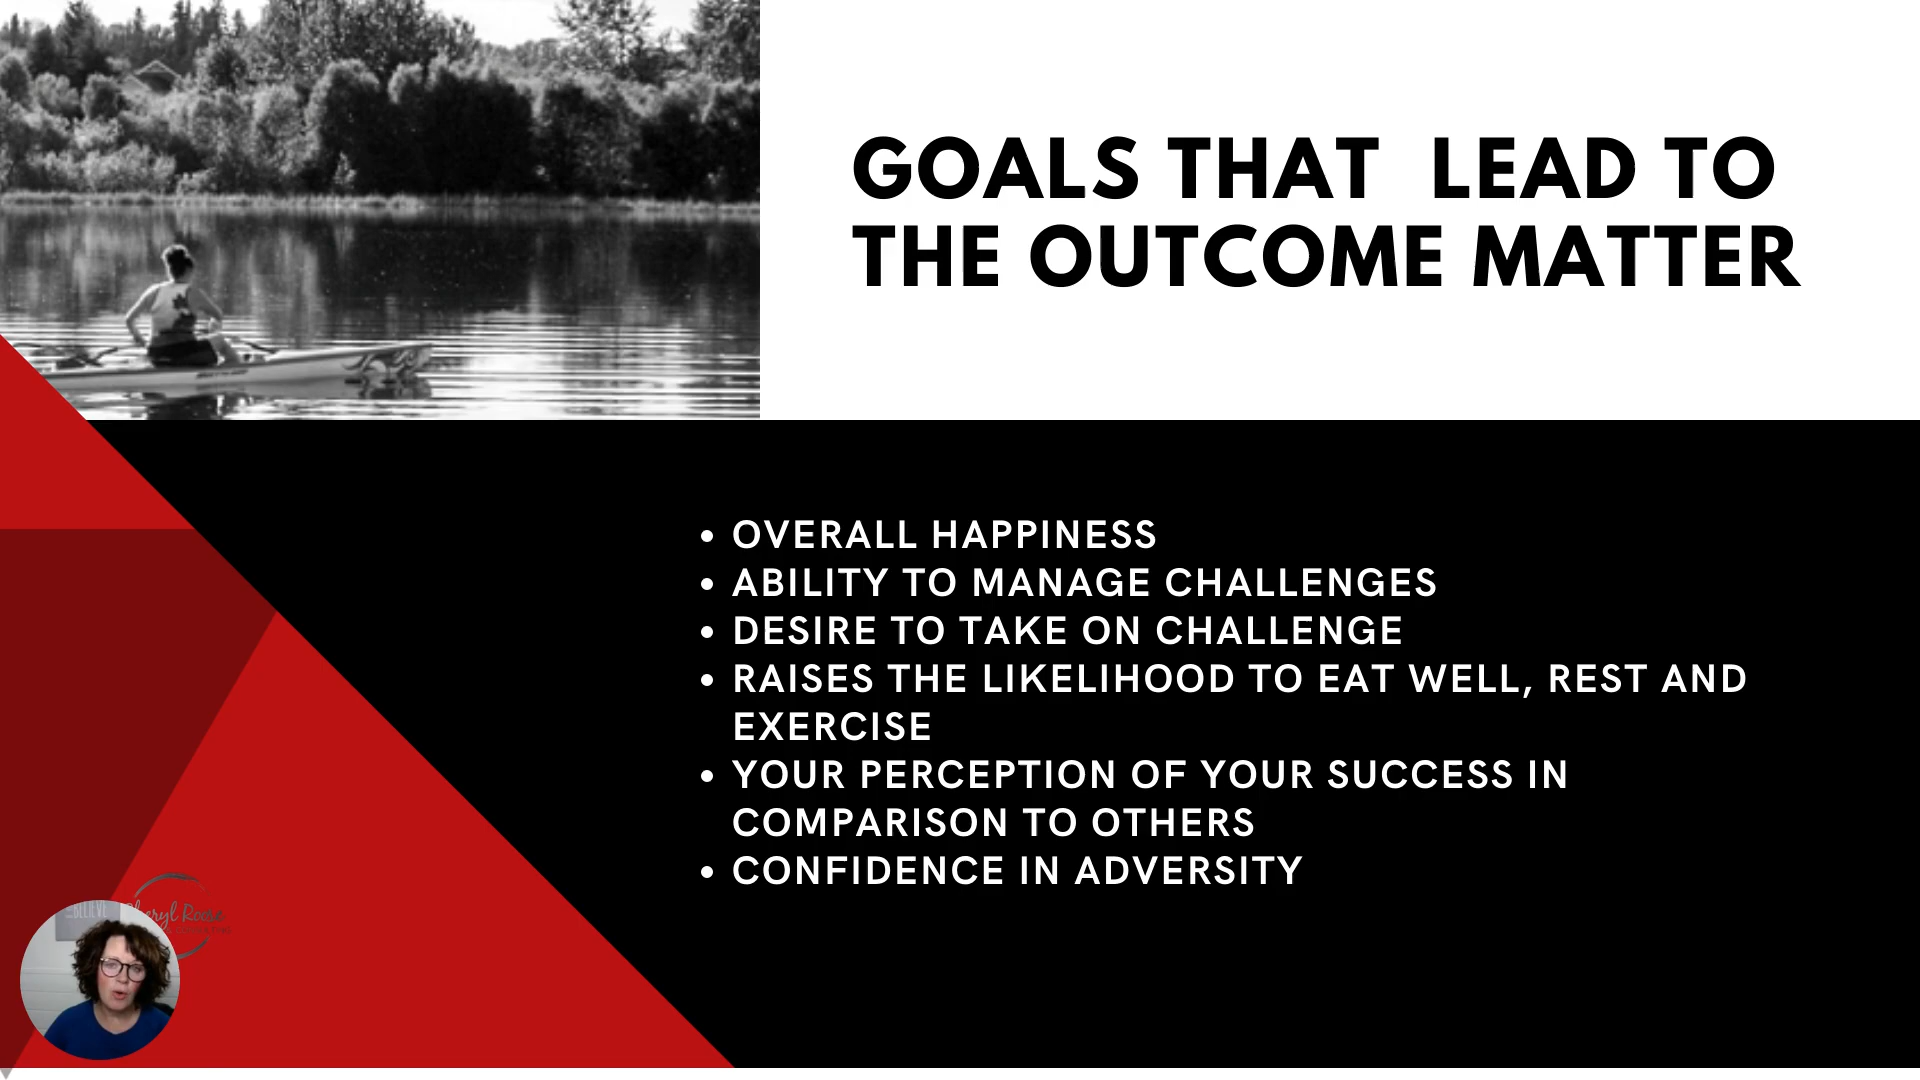 GOALS THAT LEAD TO
THE OUTCOME MATTER
• OVERALL HAPPINESS
• ABILITY TO MANAGE CHALLENGES
• DESIRE TO TAKE ON CHALLENGE
• RAISES THE LIKELIHOOD TO EAT WELL, REST AND
EXERCISE
• YOUR PERCEPTION OF YOUR SUCCESS IN
COMPARISON TO OTHERS
• CONFIDENCE IN ADVERSITY
BELIEVE